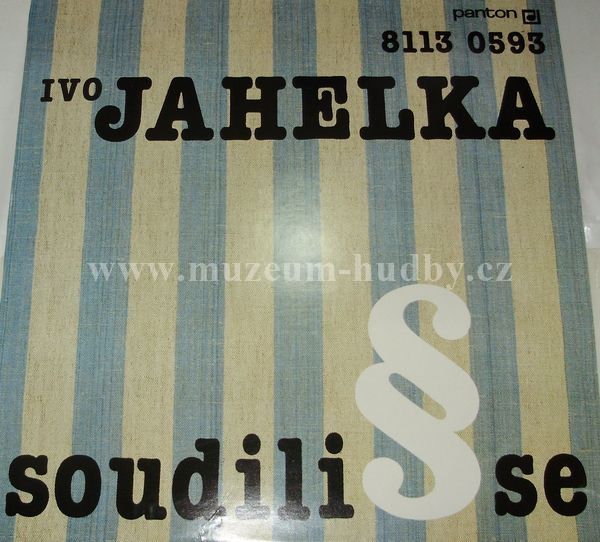 panton
8113 0593
IVO JAHELKA
www.muzeum-hudby.cz
soudili § se